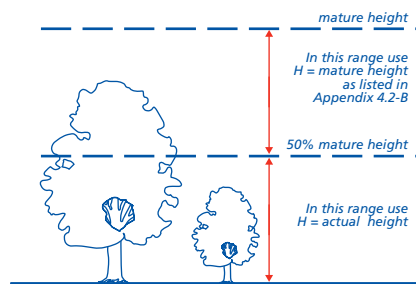 mature height
In this range use
H = mature height
as listed in
Appendix 4.2-B
50% mature height
In this range use
H = actual height